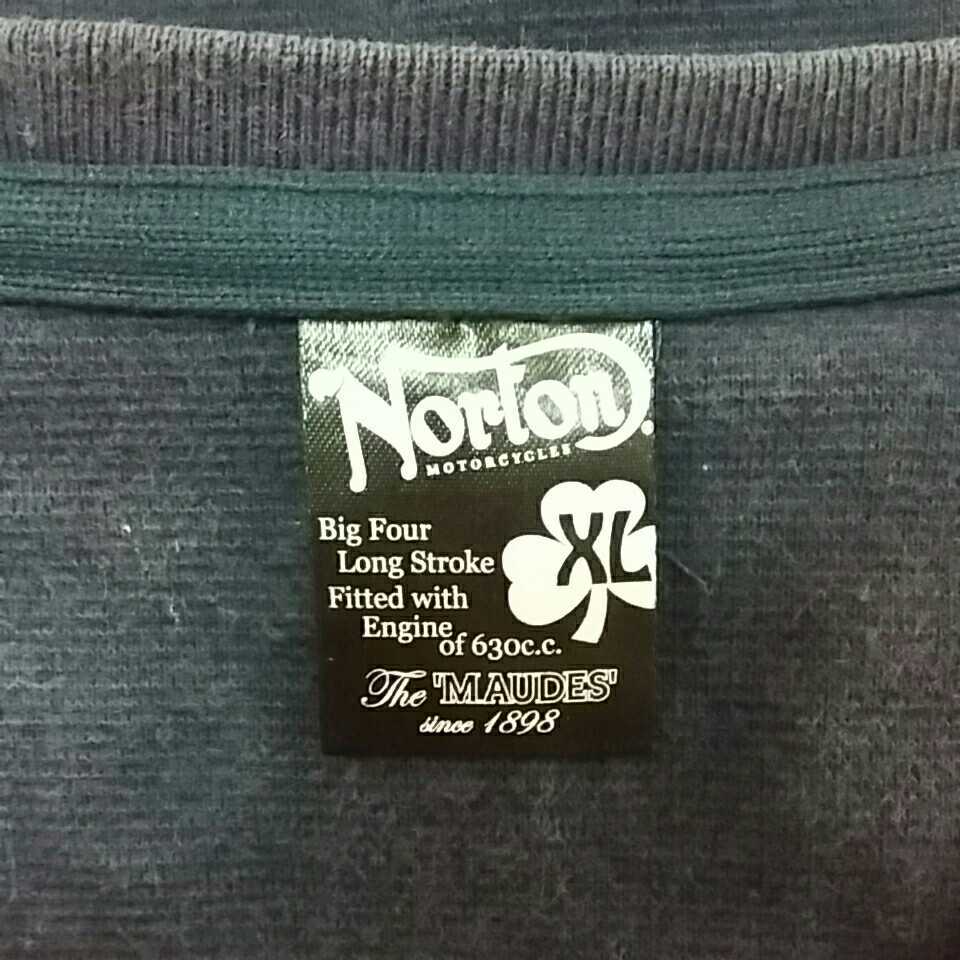 Norton.
MOTORCYCLES
XL
Big Four
Long Stroke
Fitted with
Engine
of 630c.c.
The 'MAUDES'
since 1898